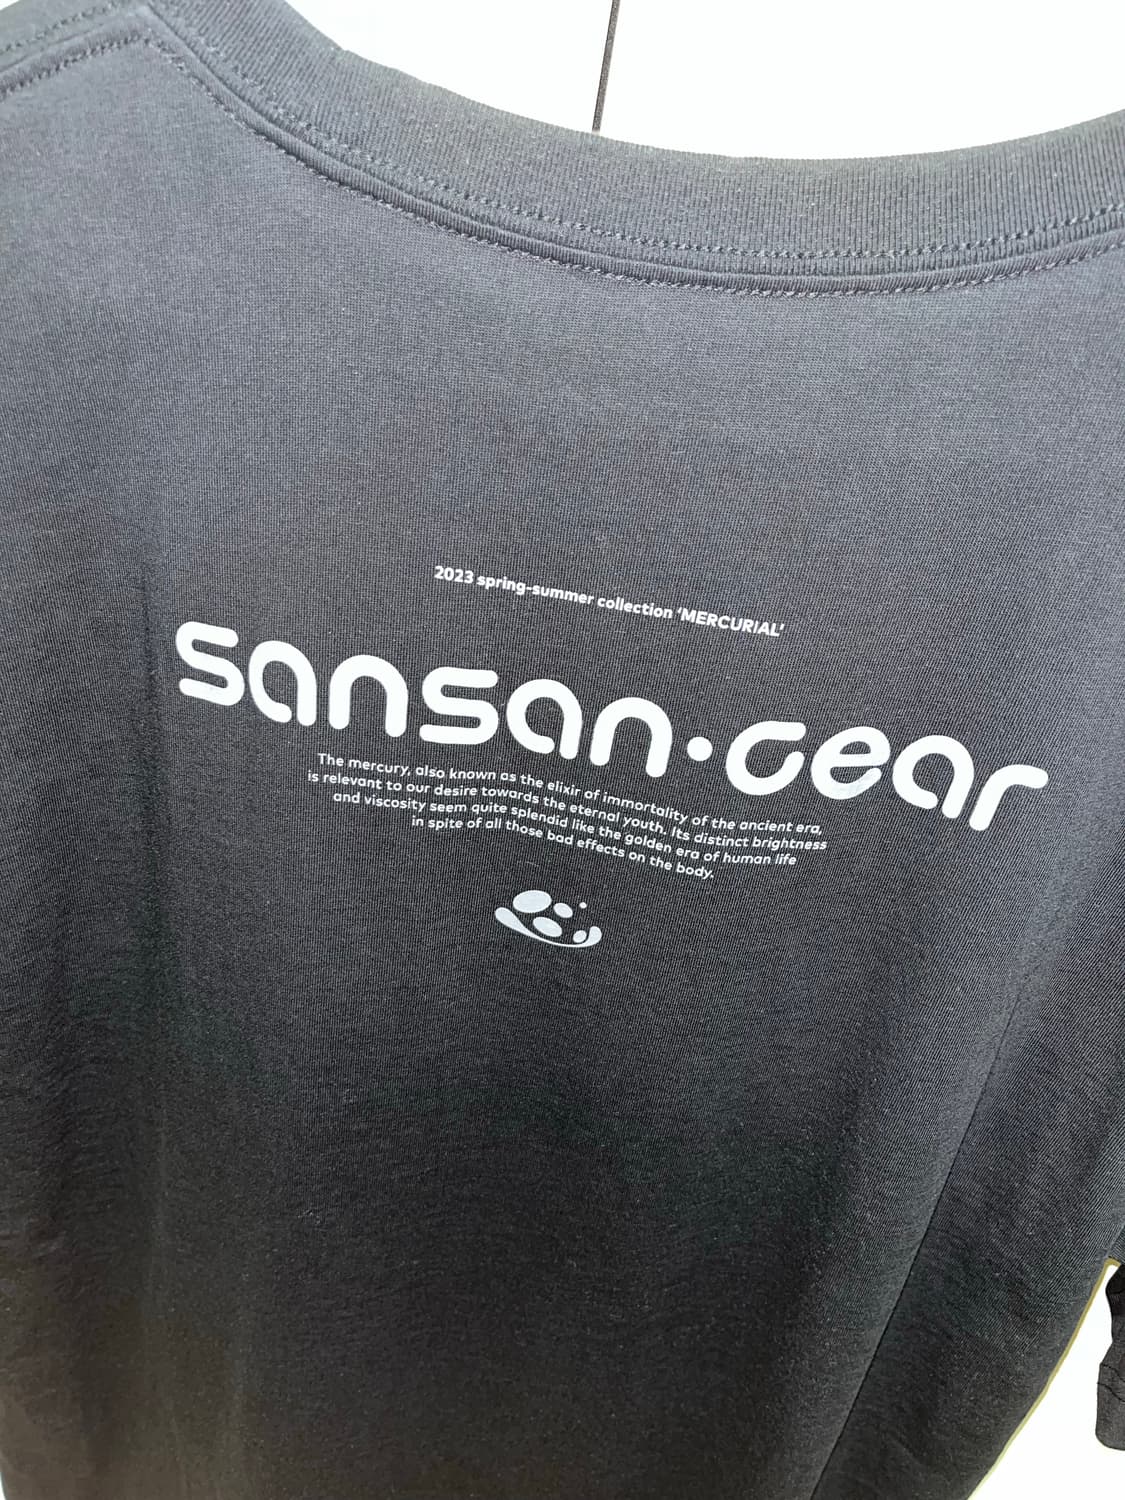 2023 spring-summer collection ‘MERCURIAL’
sansan·gear
The mercury, also known as the elixir of immortality of the ancient era,
is relevant to our desire towards the eternal youth. Its distinct brightness
and viscosity seem quite splendid like the golden era of human life
in spite of all those bad effects on the body.